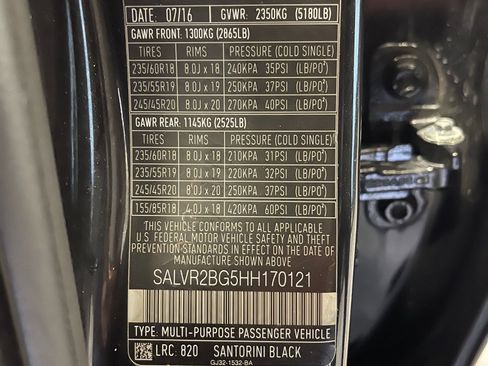 DATE: 07/16 GVWR: 2350KG (5180LB)
GAWR FRONT: 1300KG (2865LB)
TIRES RIMS PRESSURE (COLD SINGLE)
235/60R18 8.0J x 18 240KPA 35PSI (LB/PO²)
235/55R19 8.0J x 19 250KPA 37PSI (LB/PO²)
245/45R20 8.0J x 20 270KPA 40PSI (LB/PO²)
GAWR REAR: 1145KG (2525LB)
TIRES RIMS PRESSURE (COLD SINGLE)
235/60R18 8.0J x 18 210KPA 31PSI (LB/PO²)
235/55R19 8.0J x 19 220KPA 32PSI (LB/PO²)
245/45R20 8.0J x 20 250KPA 37PSI (LB/PO²)
155/85R18 4.0J x 18 420KPA 60PSI (LB/PO²)
THIS VEHICLE CONFORMS TO ALL APPLICABLE
U.S. FEDERAL MOTOR VEHICLE SAFETY AND THEFT
PREVENTION STANDARDS IN EFFECT ON THE DATE
OF MANUFACTURE SHOWN ABOVE.
SALVR2BG5HH170121
TYPE: MULTI-PURPOSE PASSENGER VEHICLE
LRC: 820 SANTORINI BLACK
GJ32-1532-BA